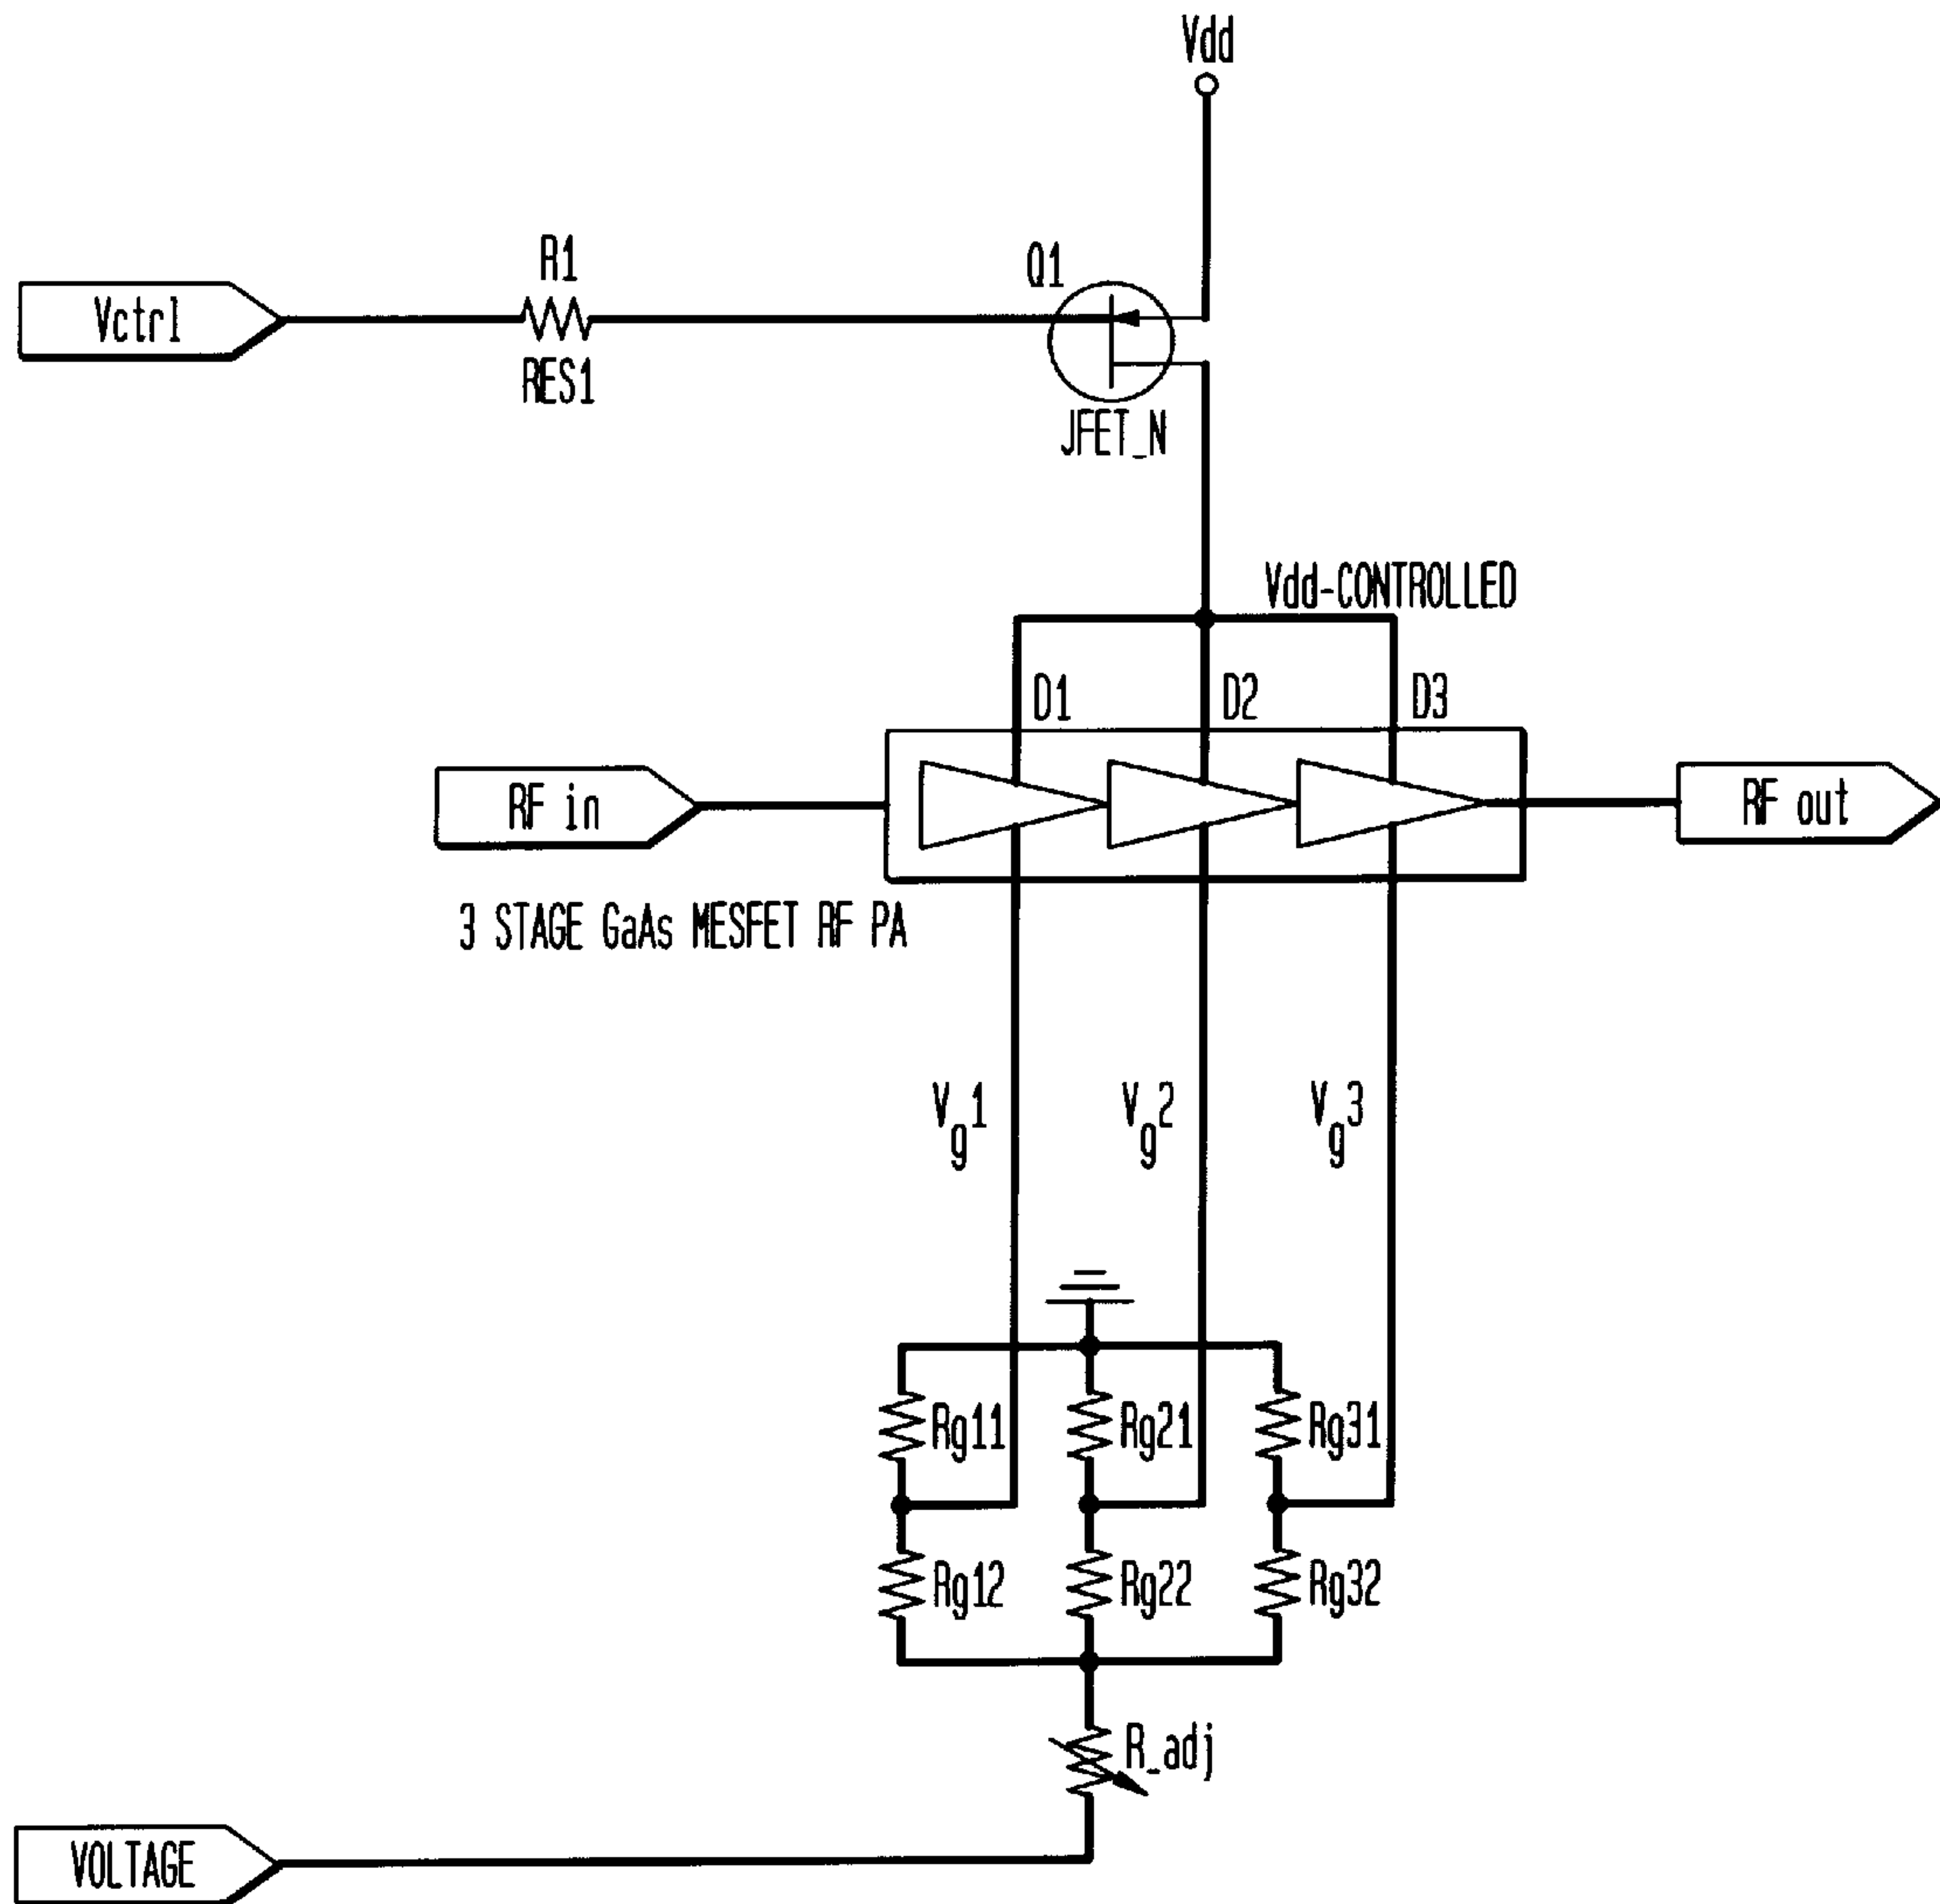 Vdd
R1
Q1
Vctrl
RES1
JFET_N
Vdd-CONTROLLED
D1
D2
D3
RF in
RF out
3 STAGE GaAs MESFET RF PA
Vg1
Vg2
Vg3
Rg11
Rg21
Rg31
Rg12
Rg22
Rg32
R_adj
VOLTAGE